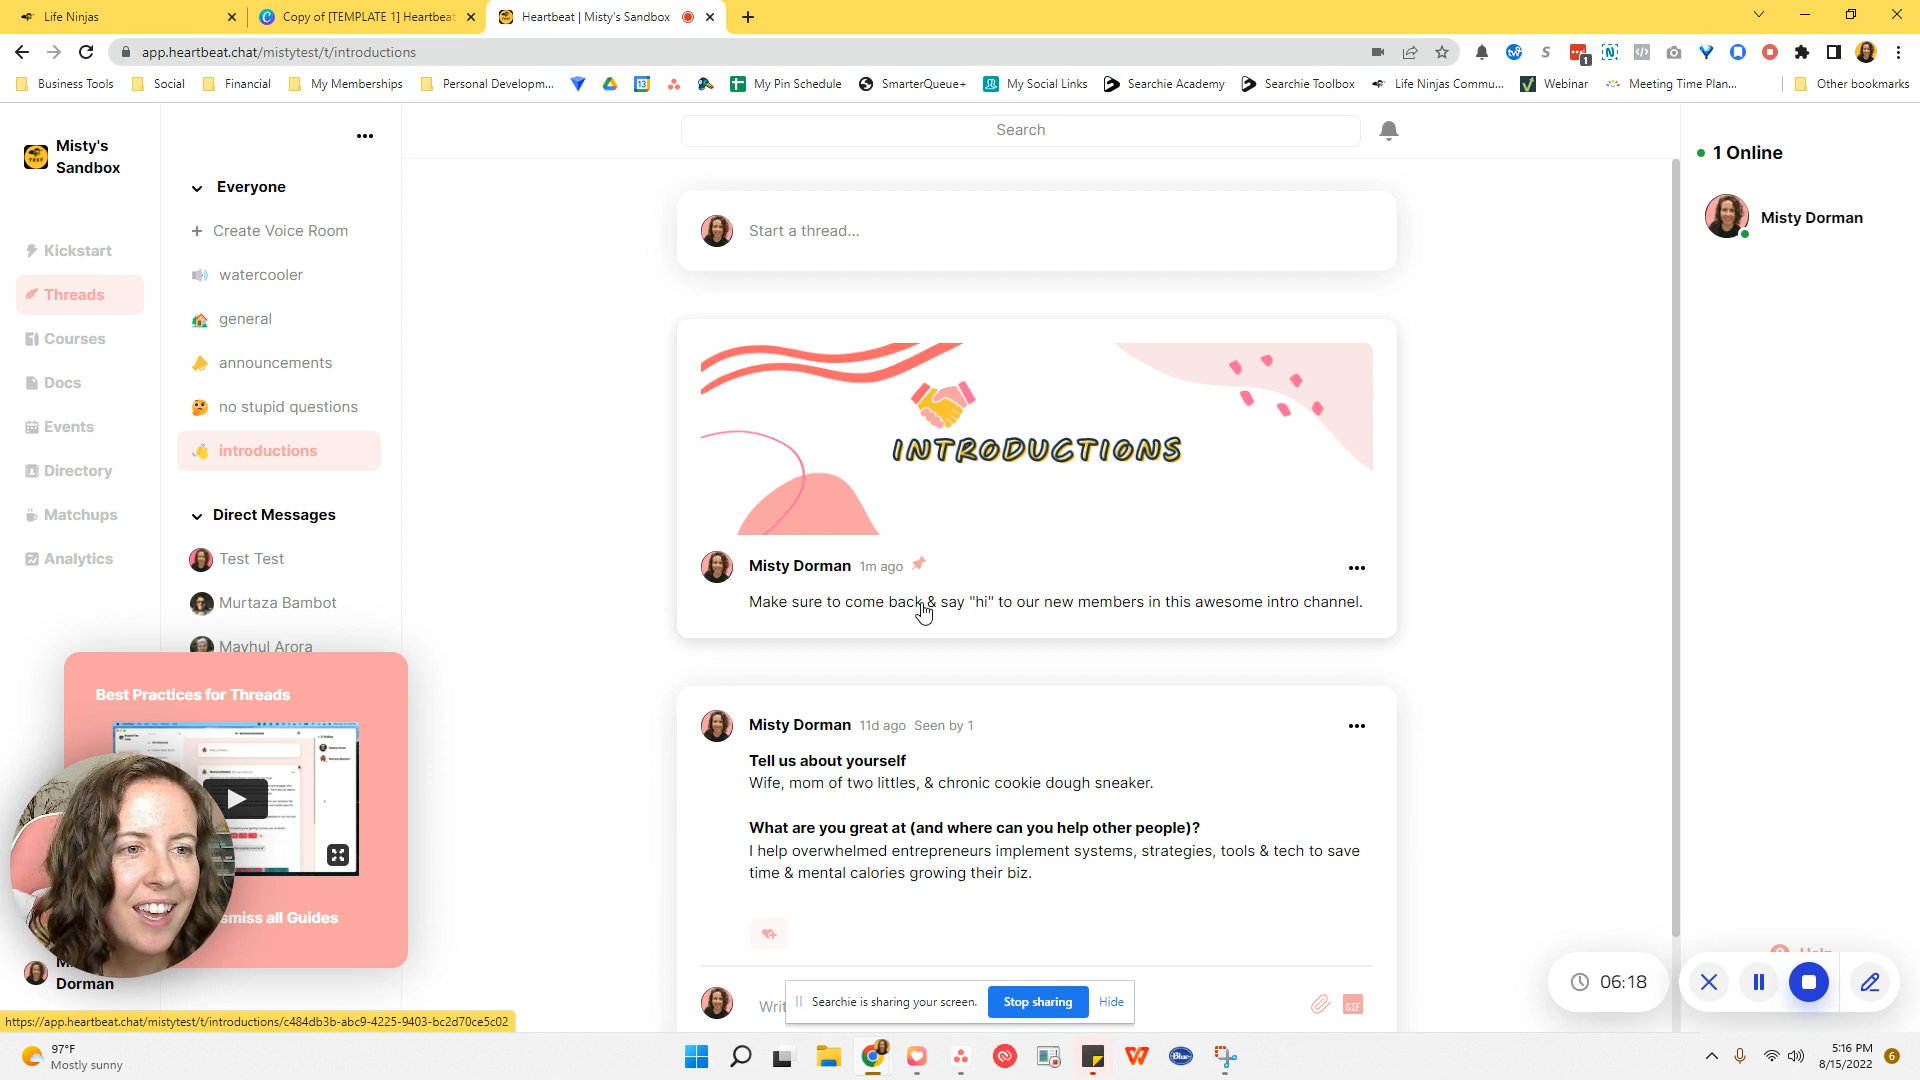 Life Ninjas
Copy of [TEMPLATE 1] Heartbeat
Heartbeat | Misty's Sandbox
app.heartbeat.chat/mistytest/t/introductions
1
Business Tools
Social
Financial
My Memberships
Personal Developm...
13
My Pin Schedule
SmarterQueue+
My Social Links
Searchie Academy
Searchie Toolbox
Life Ninjas Commu...
Webinar
Meeting Time Plan...
Other bookmarks
TEST
Misty's
Sandbox
Kickstart
Threads
Courses
Docs
Events
Directory
Matchups
Analytics
Everyone
Create Voice Room
watercooler
general
announcements
no stupid questions
introductions
Direct Messages
Test Test
Murtaza Bambot
Mayhul Arora
Best Practices for Threads
smiss all Guides
Dorman
Search
Start a thread...
INTRODUCTIONS
Misty Dorman 1m ago
Make sure to come back & say "hi" to our new members in this awesome intro channel.
Misty Dorman 11d ago Seen by 1
Tell us about yourself
Wife, mom of two littles, & chronic cookie dough sneaker.
What are you great at (and where can you help other people)?
I help overwhelmed entrepreneurs implement systems, strategies, tools & tech to save
time & mental calories growing their biz.
Writ
GIF
Searchie is sharing your screen.
Stop sharing
Hide
1 Online
Misty Dorman
06:18
https://app.heartbeat.chat/mistytest/t/introductions/c484db3b-abc9-4225-9403-bc2d70ce5c02
97°F
Mostly sunny
Blue
5:16 PM
8/15/2022
6